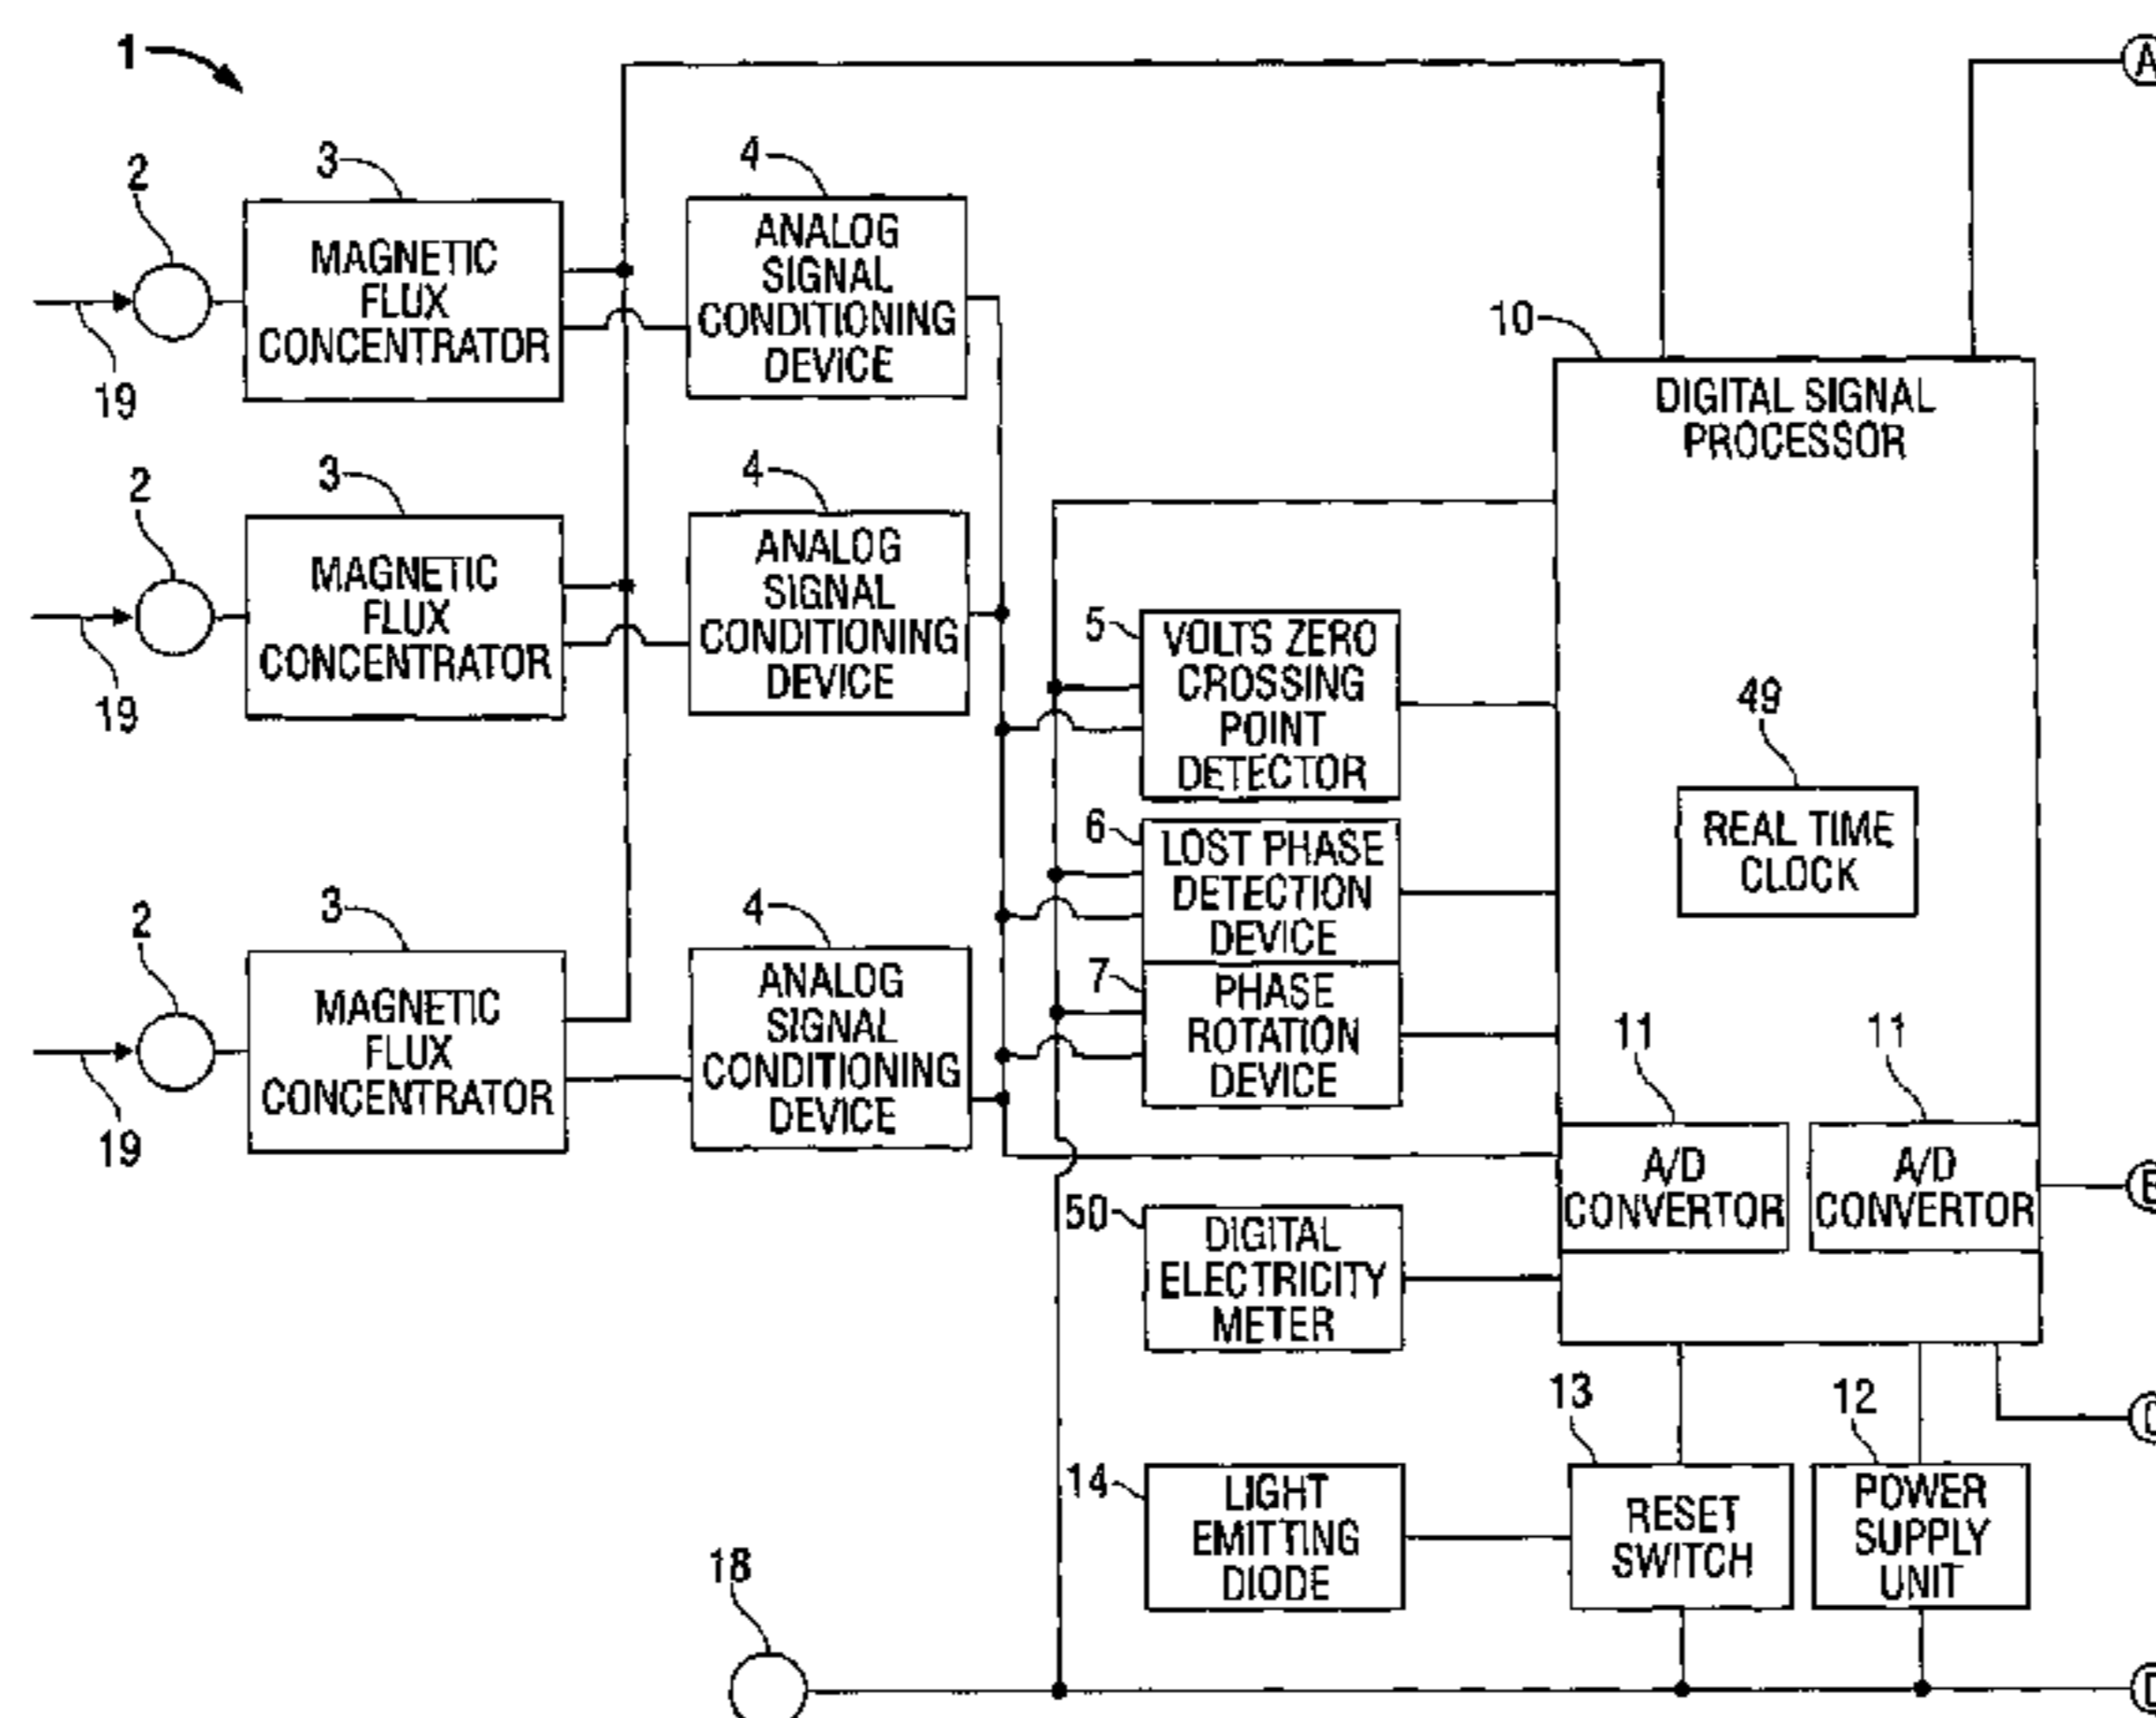 1
A
2
3
MAGNETIC
FLUX
CONCENTRATOR
19
4
ANALOG
SIGNAL
CONDITIONING
DEVICE
2
3
MAGNETIC
FLUX
CONCENTRATOR
19
4
ANALOG
SIGNAL
CONDITIONING
DEVICE
2
3
MAGNETIC
FLUX
CONCENTRATOR
19
4
ANALOG
SIGNAL
CONDITIONING
DEVICE
10
DIGITAL SIGNAL
PROCESSOR
5
VOLTS ZERO
CROSSING
POINT
DETECTOR
6
LOST PHASE
DETECTION
DEVICE
7
PHASE
ROTATION
DEVICE
49
REAL TIME
CLOCK
11
A/D
CONVERTOR
11
A/D
CONVERTOR
50
DIGITAL
ELECTRICITY
METER
14
LIGHT
EMITTING
DIODE
13
RESET
SWITCH
12
POWER
SUPPLY
UNIT
18